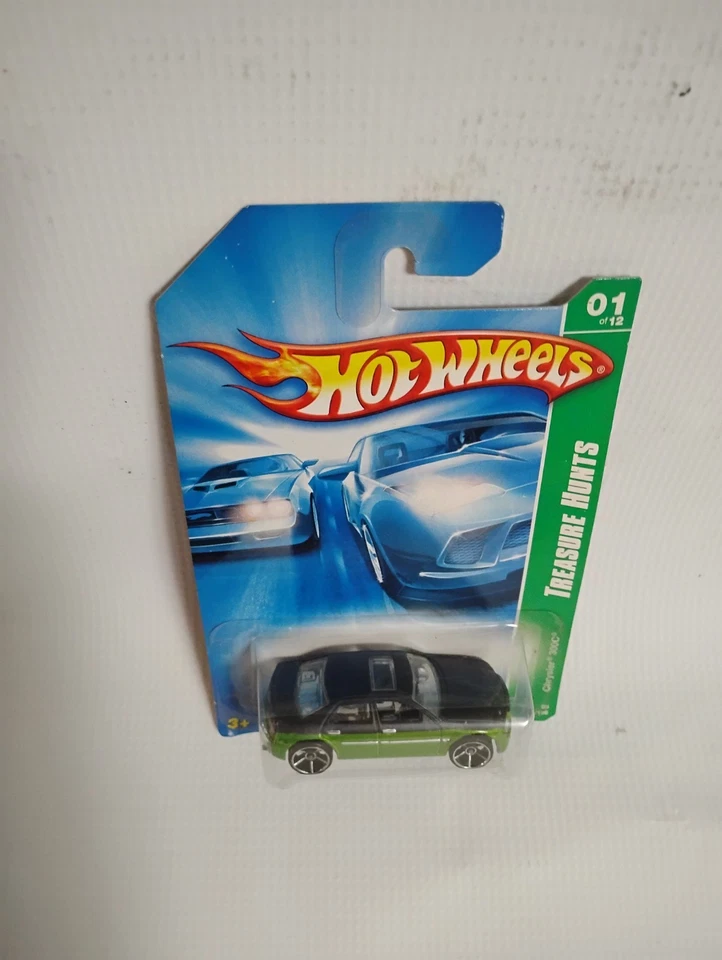 01
of 12
HOT WHEELS®
TREASURE HUNTS
Chrysler® 300C®
3+